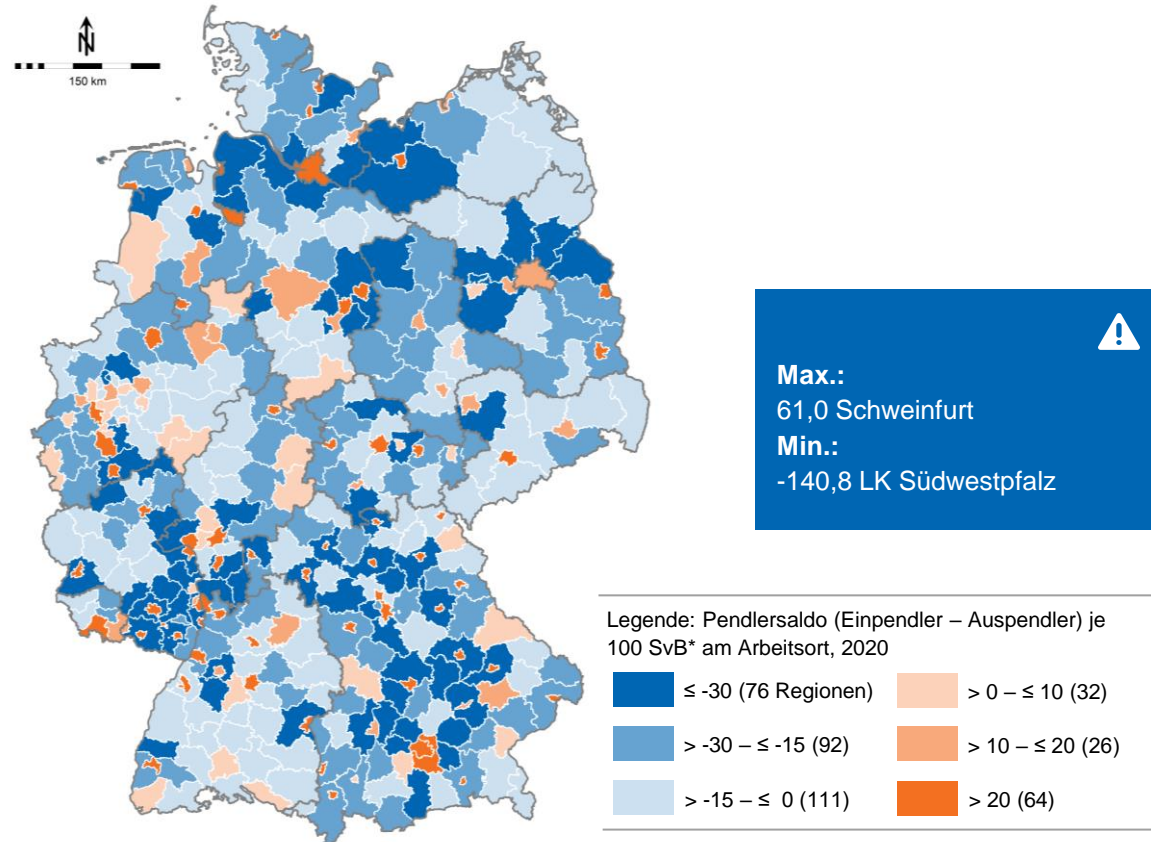 N
150 km
Max.:
61,0 Schweinfurt
Min.:
-140,8 LK Südwestpfalz
Legende: Pendlersaldo (Einpendler – Auspendler) je
100 SvB* am Arbeitsort, 2020
≤ -30 (76 Regionen)
> 0 – ≤ 10 (32)
> -30 – ≤ -15 (92)
> 10 – ≤ 20 (26)
> -15 – ≤ 0 (111)
> 20 (64)